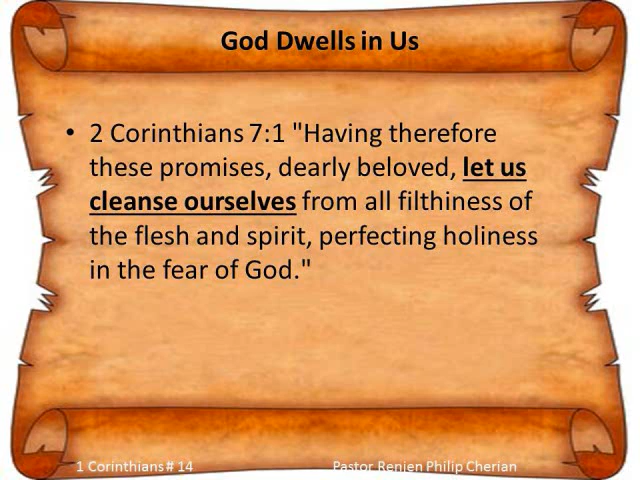 God Dwells in Us
• 2 Corinthians 7:1 "Having therefore
these promises, dearly beloved, let us
cleanse ourselves from all filthiness of
the flesh and spirit, perfecting holiness
in the fear of God."
1 Corinthians # 14 Pastor Renjen Philip Cherian